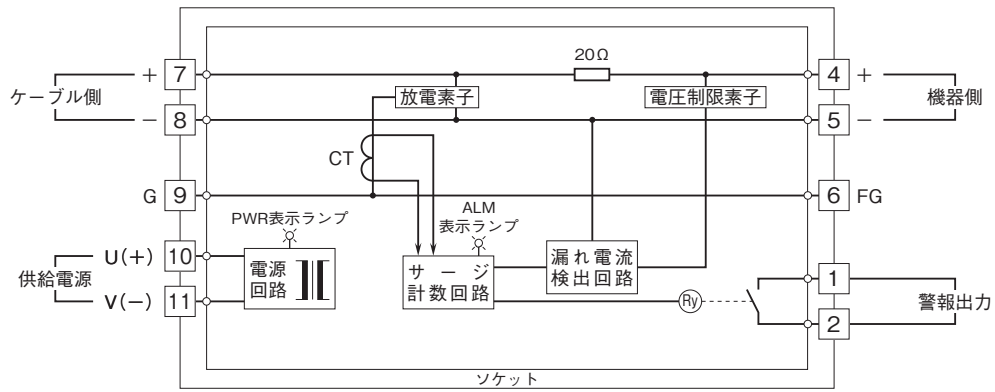 20Ω
+ 7
4 +
放電素子
電圧制限素子
ケーブル側
機器側
− 8
5 −
CT
G 9
6 FG
PWR表示ランプ
ALM
表示ランプ
U(+) 10
供給電源
電源
回路
サージ
計数回路
漏れ電流
検出回路
1
V(−) 11
Ry
警報出力
2
ソケット